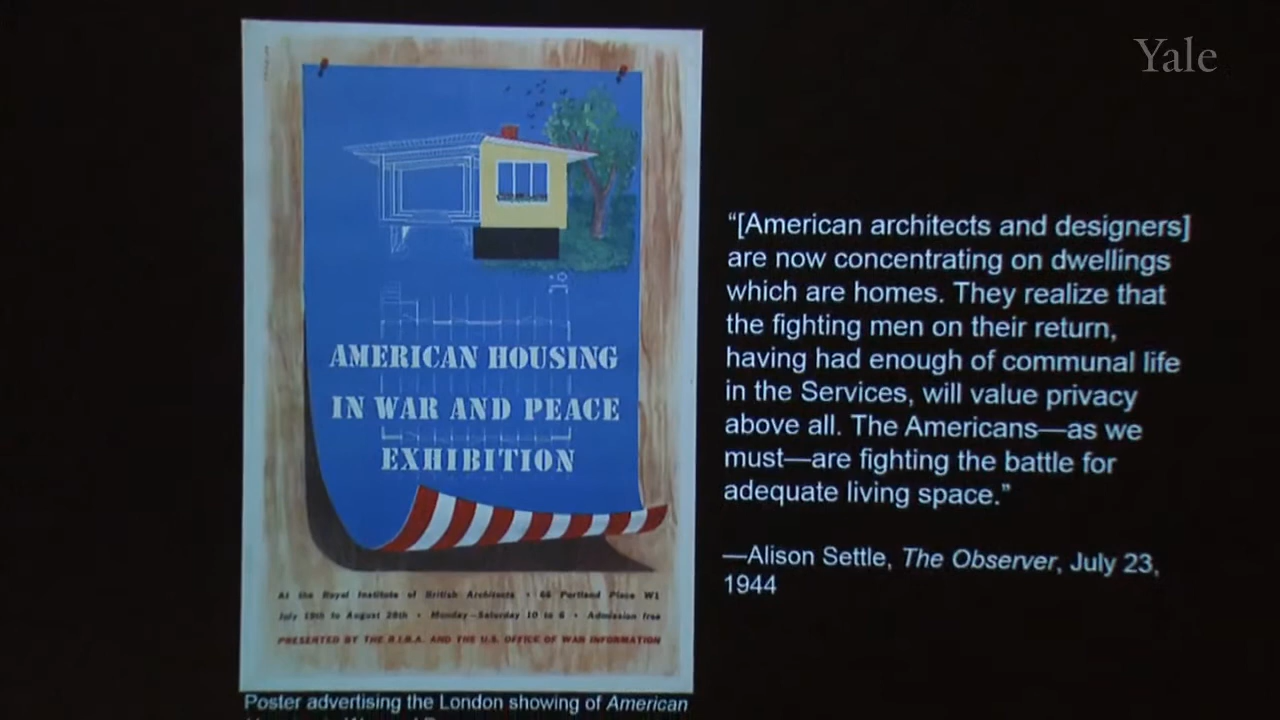 Yale
AMERICAN HOUSING
IN WAR AND PEACE
EXHIBITION
At the Royal Institute of British Architects • 66 Portland Place W1
July 19th to August 28th • Monday–Saturday 10 to 6 • Admission free
PRESENTED BY THE R.I.B.A. AND THE U.S. OFFICE OF WAR INFORMATION
Poster advertising the London showing of American
“[American architects and designers]
are now concentrating on dwellings
which are homes. They realize that
the fighting men on their return,
having had enough of communal life
in the Services, will value privacy
above all. The Americans—as we
must—are fighting the battle for
adequate living space.”
—Alison Settle, The Observer, July 23,
1944